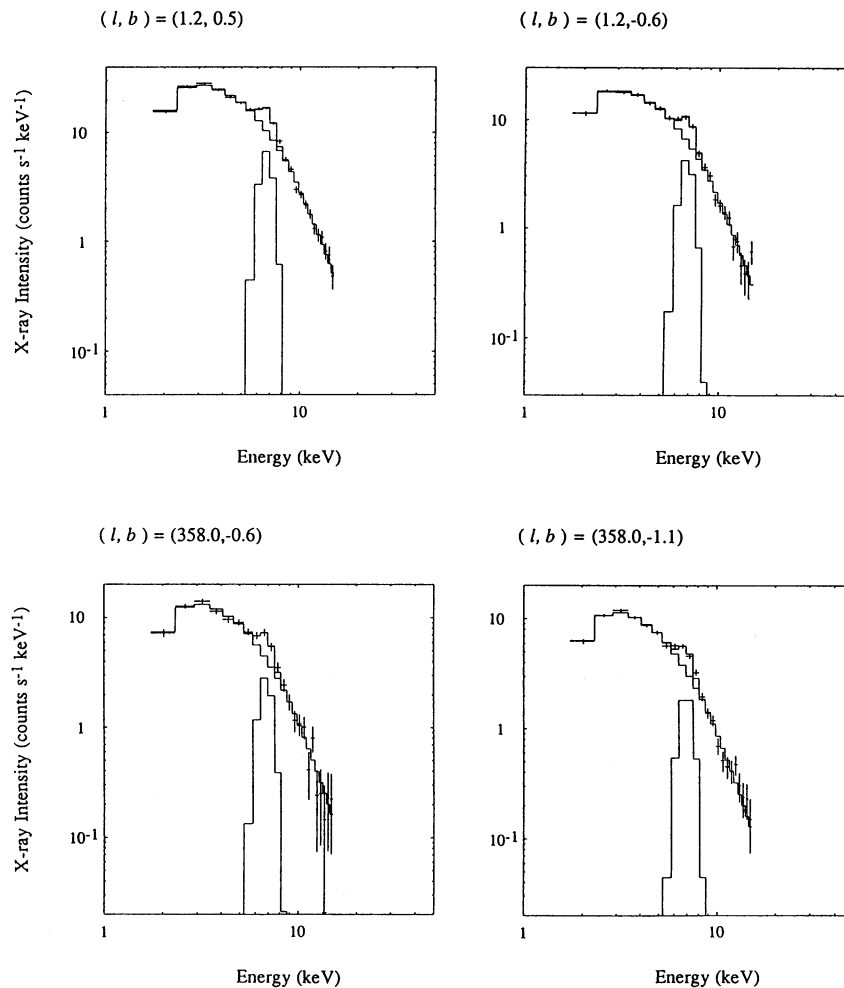 ( l, b ) = (1.2, 0.5)
( l, b ) = (1.2,-0.6)
X-ray Intensity (counts s-1 keV-1)
10
1
10-1
1
10
Energy (keV)
10
1
10-1
1
10
Energy (keV)
( l, b ) = (358.0,-0.6)
( l, b ) = (358.0,-1.1)
X-ray Intensity (counts s-1 keV-1)
10
1
10-1
1
10
Energy (keV)
10
1
10-1
1
10
Energy (keV)